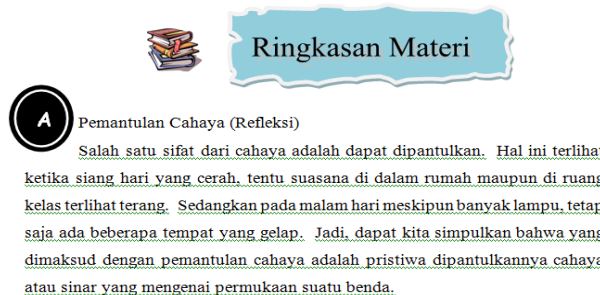 Ringkasan Materi
A
Pemantulan Cahaya (Refleksi)
Salah satu sifat dari cahaya adalah dapat dipantulkan. Hal ini terlihat
ketika siang hari yang cerah, tentu suasana di dalam rumah maupun di ruang
kelas terlihat terang. Sedangkan pada malam hari meskipun banyak lampu, tetap
saja ada beberapa tempat yang gelap. Jadi, dapat kita simpulkan bahwa yang
dimaksud dengan pemantulan cahaya adalah pristiwa dipantulkannya cahaya
atau sinar yang mengenai permukaan suatu benda.